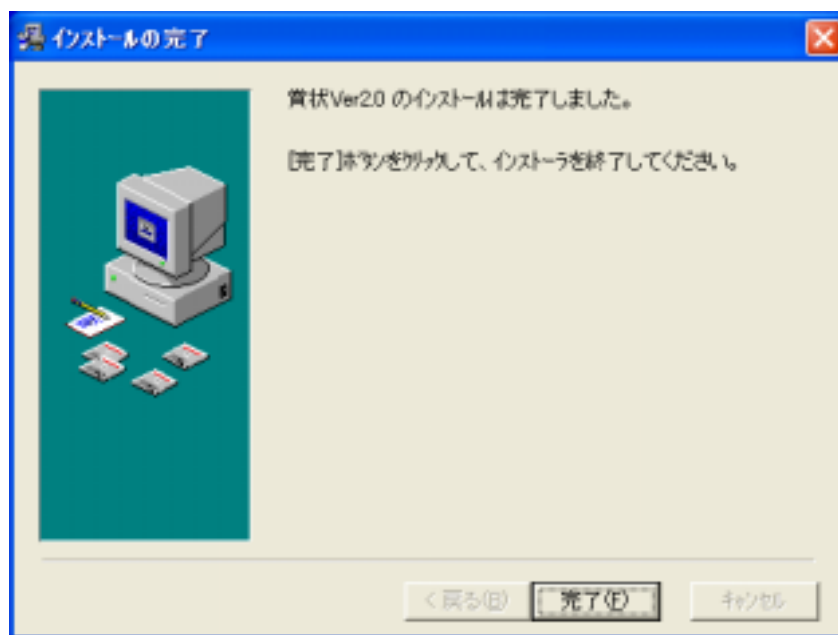 インストールの完了
賞状Ver2.0 のインストールは完了しました。
[完了]ボタンをクリックして、インストーラを終了してください。
< 戻る(B)
完了(F)
キャンセル